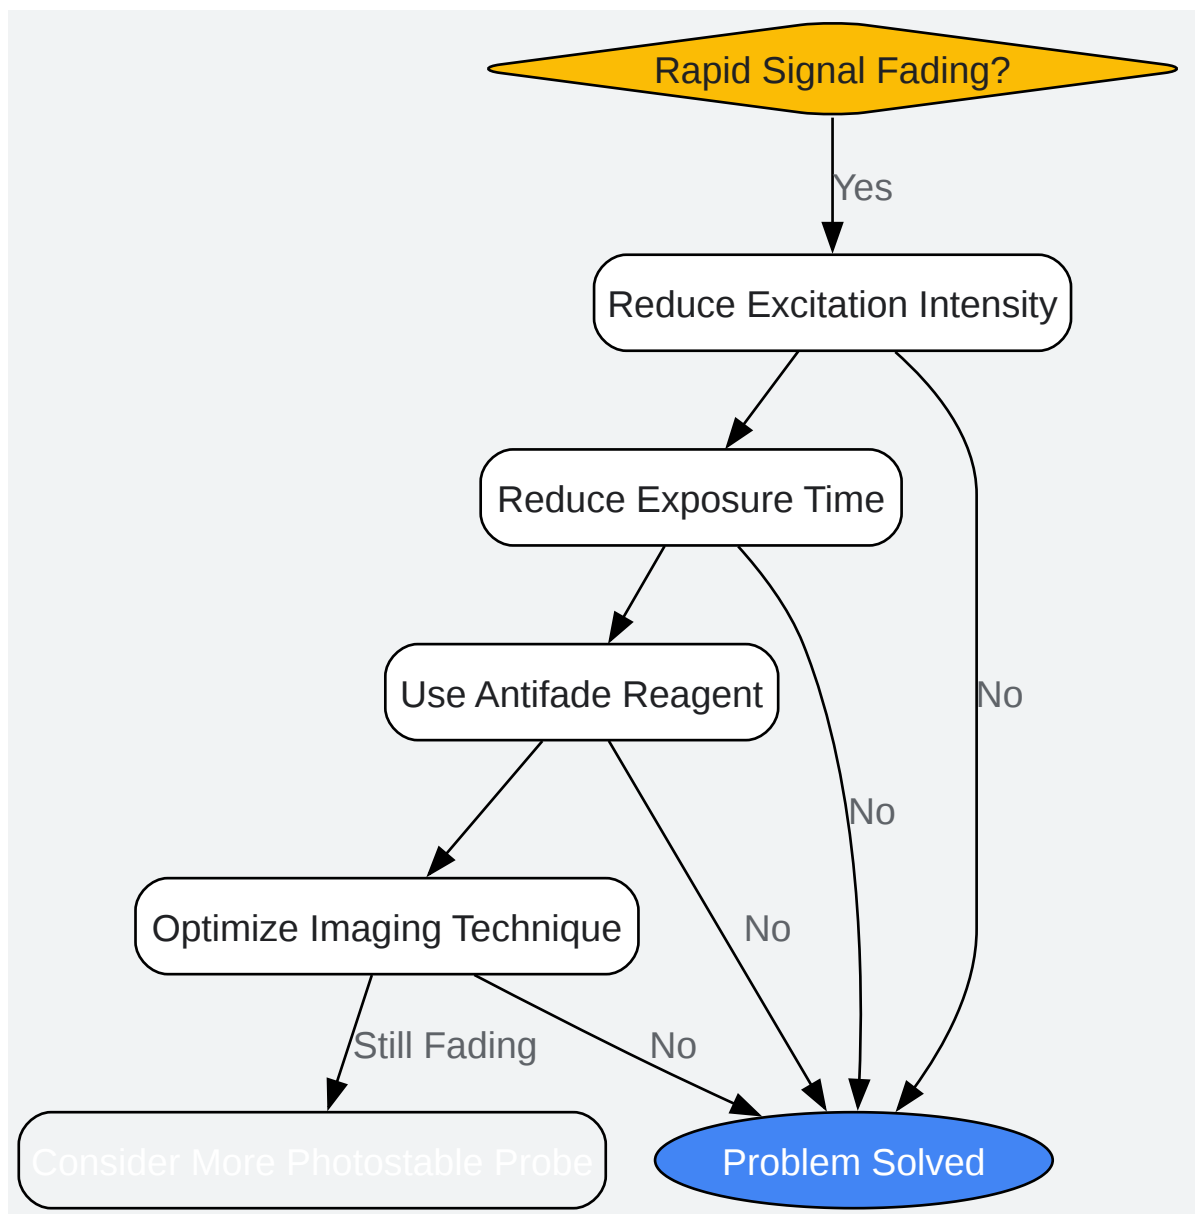 Rapid Signal Fading?
Yes
Reduce Excitation Intensity
Reduce Exposure Time
Use Antifade Reagent
No
No
No
Optimize Imaging Technique
Still Fading
No
Consider More Photostable Probe
Problem Solved